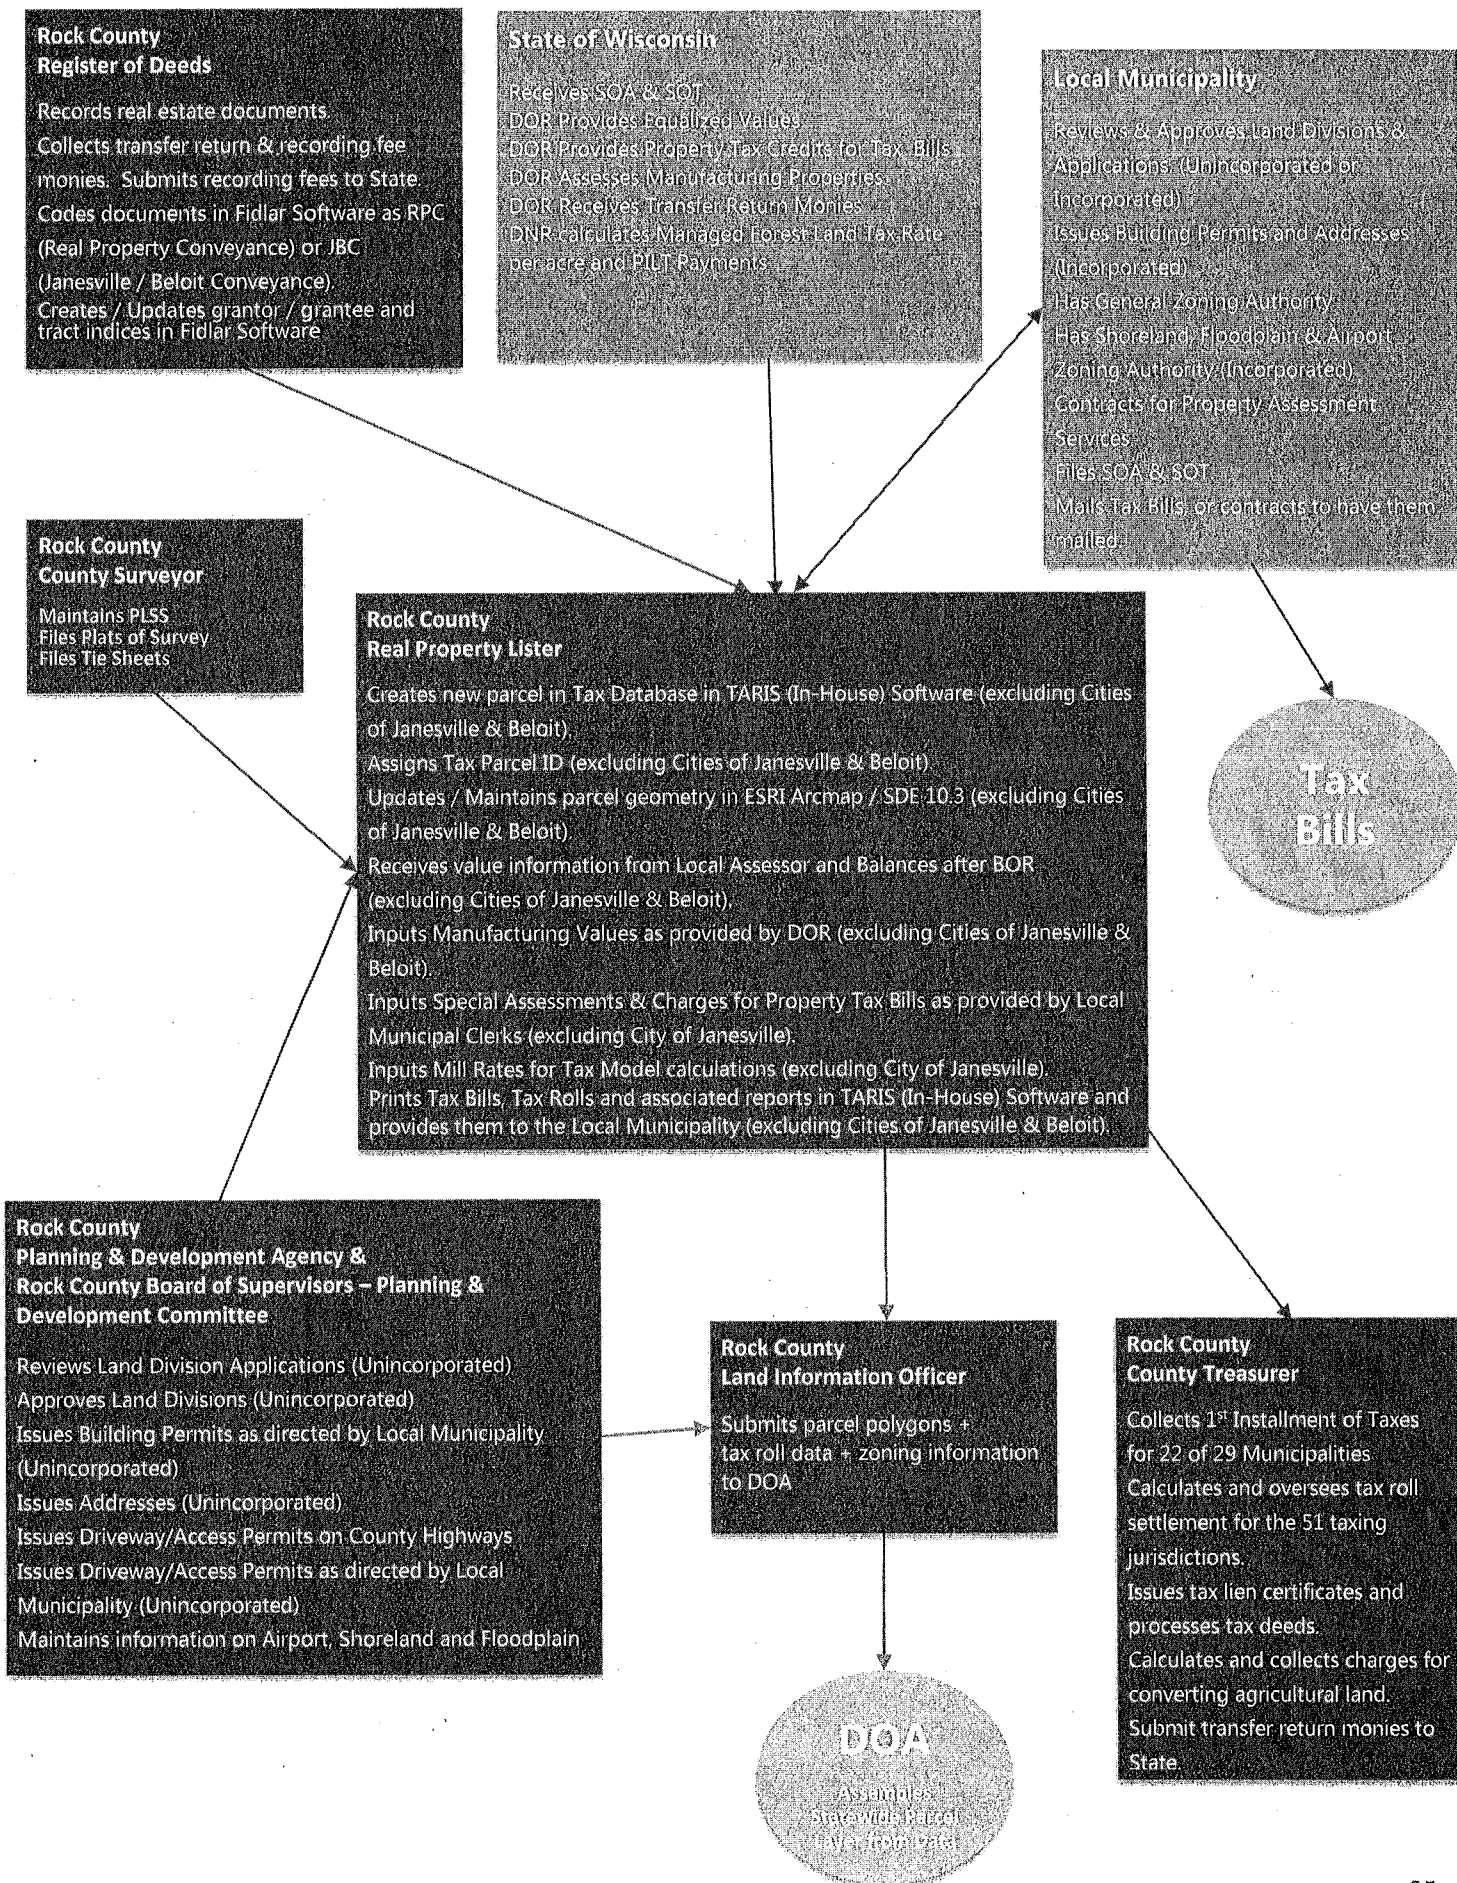 Rock County
Register of Deeds
Records real estate documents.
Collects transfer return & recording fee
monies. Submits recording fees to State
Codes documents in Fidlar Software as RPC
(Real Property Conveyance) or JBC
(Janesville / Beloit Conveyance).
Creates / Updates grantor / grantee and
tract indices in Fidlar Software
State of Wisconsin
Receives SOA & SOT
DOR Provides Equalized Values
DOR Provides Property Tax Credits for Tax Bills
DOR Assesses Manufacturing Properties
DOR Receives Transfer Return Monies
DNR calculates Managed Forest Land Tax Rate
per acre and PILT Payments
Local Municipality
Reviews & Approves Land Divisions &
Applications (Unincorporated or
Incorporated)
Issues Building Permits and Addresses
(Incorporated)
Has General Zoning Authority
Has Shoreland, Floodplain & Airport
Zoning Authority (Incorporated)
Contracts for Property Assessment
Services
Files SOA & SOT
Mails Tax Bills, or contracts to have them
mailed
Rock County
County Surveyor
Maintains PLSS
Files Plats of Survey
Files Tie Sheets
Rock County
Real Property Lister
Creates new parcel in Tax Database in TARIS (In-House) Software (excluding Cities
of Janesville & Beloit).
Assigns Tax Parcel ID (excluding Cities of Janesville & Beloit)
Updates / Maintains parcel geometry in ESRI Arcmap / SDE 10.3 (excluding Cities
of Janesville & Beloit)
Receives value information from Local Assessor and Balances after BOR
(excluding Cities of Janesville & Beloit).
Inputs Manufacturing Values as provided by DOR (excluding Cities of Janesville &
Beloit).
Inputs Special Assessments & Charges for Property Tax Bills as provided by Local
Municipal Clerks (excluding City of Janesville).
Inputs Mill Rates for Tax Model calculations (excluding City of Janesville).
Prints Tax Bills, Tax Rolls and associated reports in TARIS (In-House) Software and
provides them to the Local Municipality (excluding Cities of Janesville & Beloit).
Tax
Bills
Rock County
Planning & Development Agency &
Rock County Board of Supervisors – Planning &
Development Committee
Reviews Land Division Applications (Unincorporated)
Approves Land Divisions (Unincorporated)
Issues Building Permits as directed by Local Municipality
(Unincorporated)
Issues Addresses (Unincorporated)
Issues Driveway/Access Permits on County Highways
Issues Driveway/Access Permits as directed by Local
Municipality (Unincorporated)
Maintains information on Airport, Shoreland and Floodplain
Rock County
Land Information Officer
Submits parcel polygons +
tax roll data + zoning information
to DOA
Rock County
County Treasurer
Collects 1st Installment of Taxes
for 22 of 29 Municipalities
Calculates and oversees tax roll
settlement for the 51 taxing
jurisdictions.
Issues tax lien certificates and
processes tax deeds.
Calculates and collects charges for
converting agricultural land.
Submit transfer return monies to
State.
DOA
Assembles
Statewide Parcel
Layer from Data